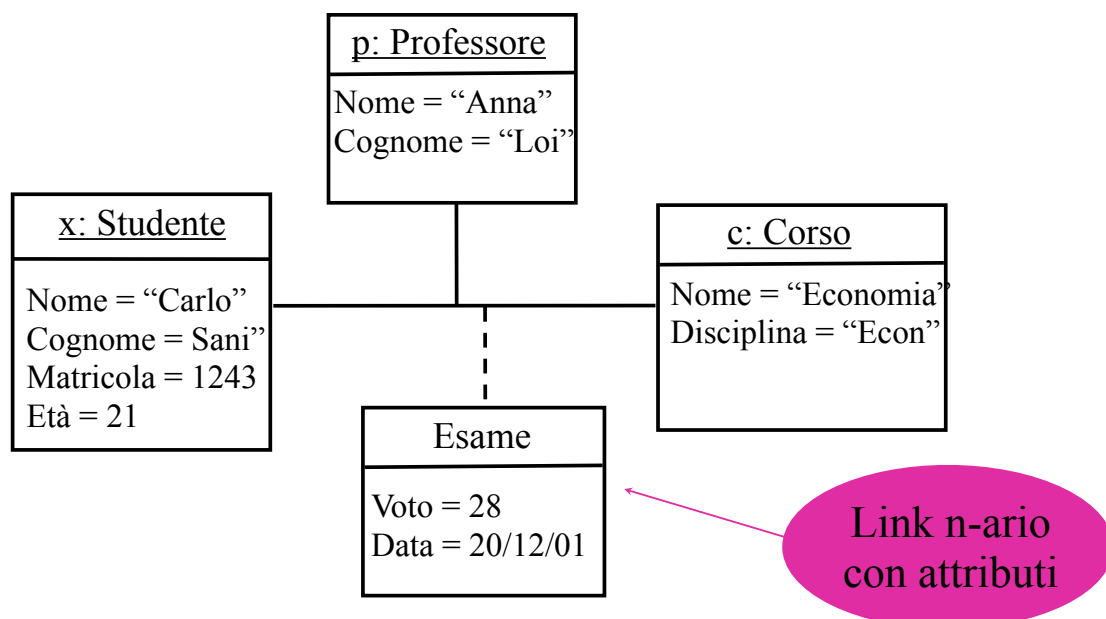 p: Professore
Nome = “Anna”
Cognome = “Loi”
x: Studente
Nome = “Carlo”
Cognome = Sani”
Matricola = 1243
Età = 21
c: Corso
Nome = “Economia”
Disciplina = “Econ”
Esame
Voto = 28
Data = 20/12/01
Link n-ario
con attributi